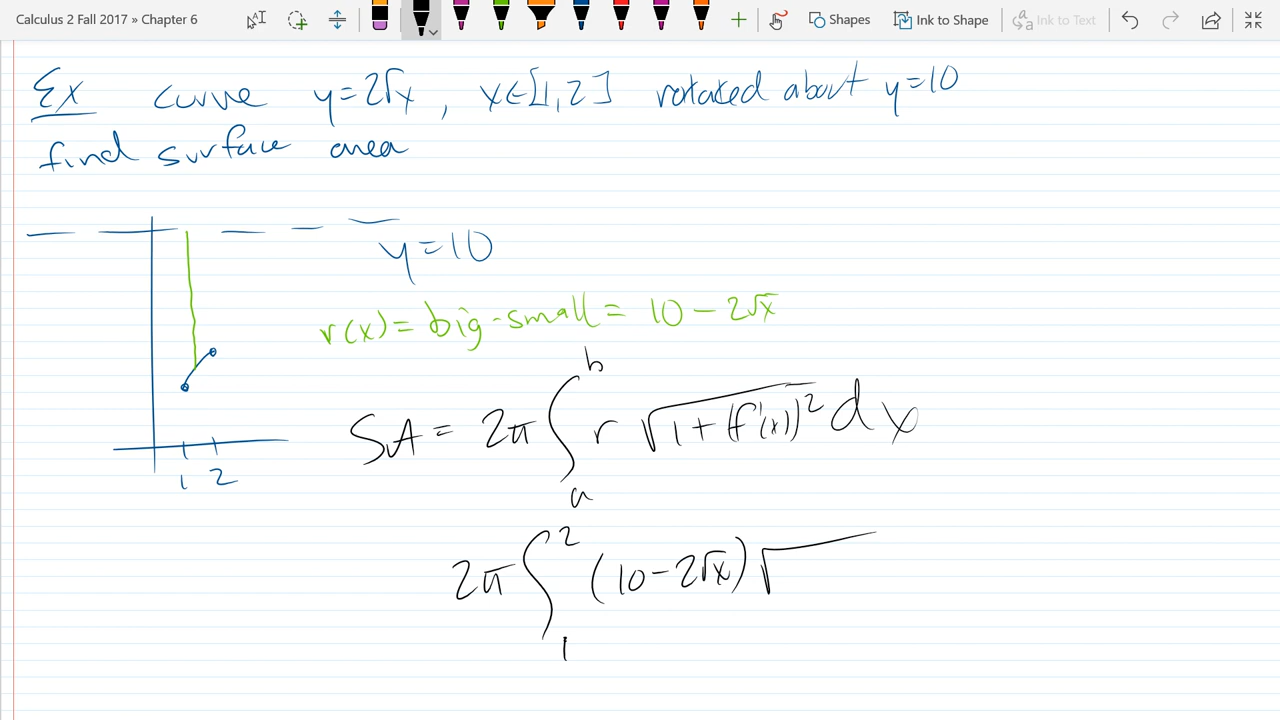 Calculus 2 Fall 2017 » Chapter 6
Shapes
Ink to Shape
Ink to Text
Ex curve y=2√x, x∈[1,2] rotated about y=10
find surface area
y=10
r(x)=big-small=10-2√x
SA = 2π∫_a^b r √(1+(f'(x))²) dx
1 2
2π∫_1^2 (10-2√x)√